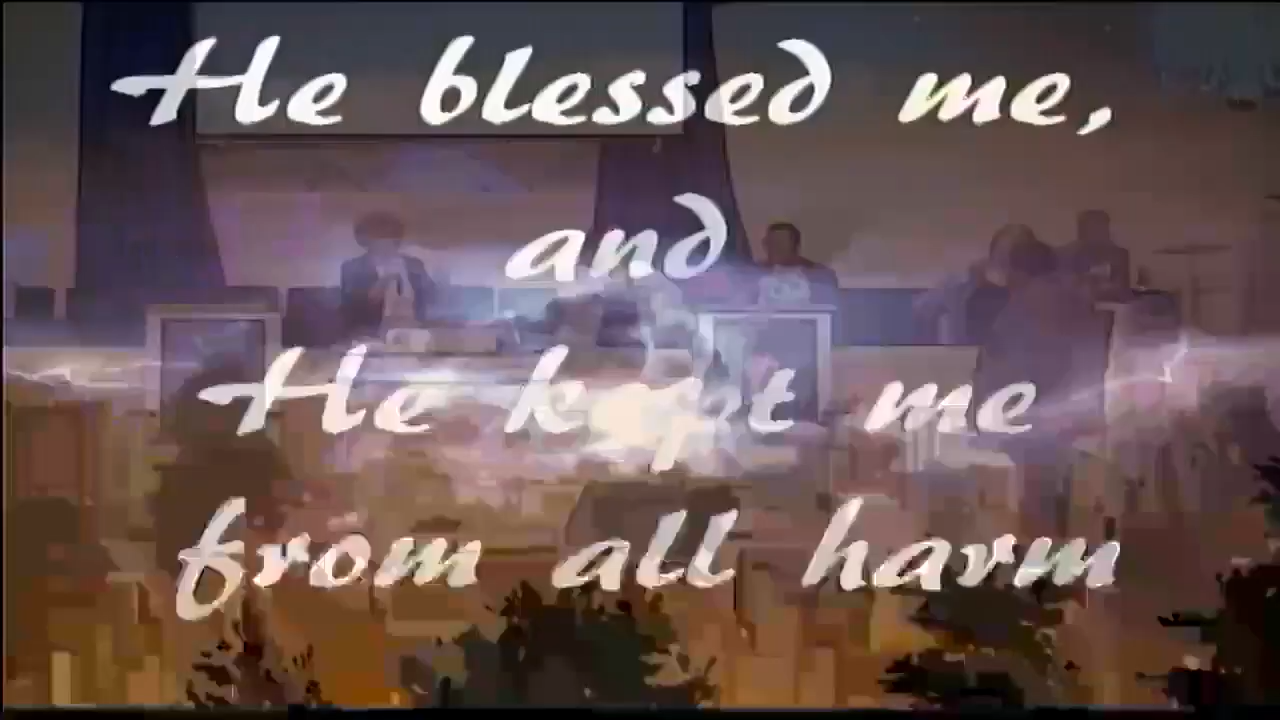 He blessed me,
and
He kept me
from all harm